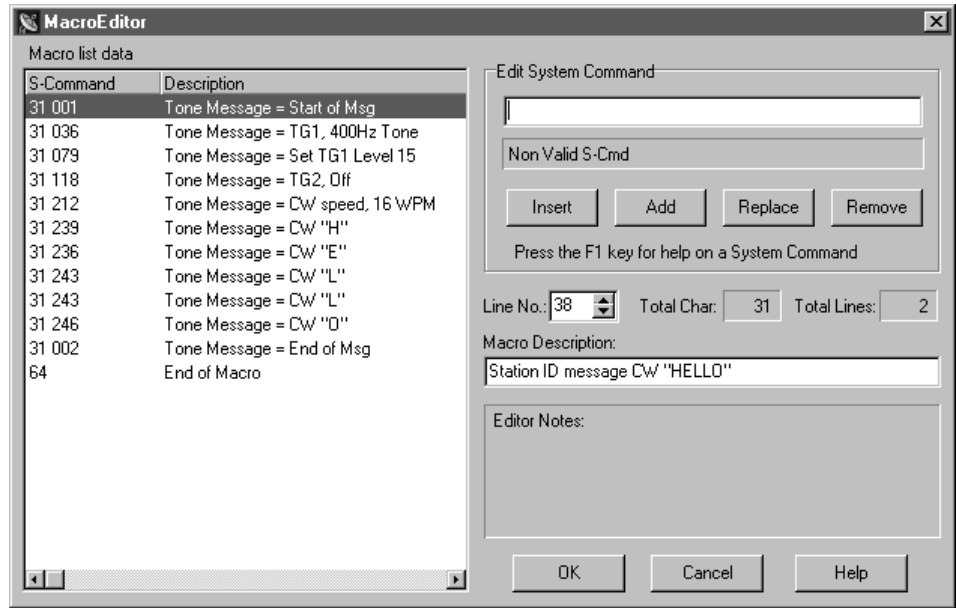 MacroEditor
Macro list data
S-Command Description
31 001 Tone Message = Start of Msg
31 036 Tone Message = TG1, 400Hz Tone
31 079 Tone Message = Set TG1 Level 15
31 118 Tone Message = TG2, Off
31 212 Tone Message = CW speed, 16 WPM
31 239 Tone Message = CW "H"
31 236 Tone Message = CW "E"
31 243 Tone Message = CW "L"
31 243 Tone Message = CW "L"
31 246 Tone Message = CW "O"
31 002 Tone Message = End of Msg
64 End of Macro
Edit System Command
Non Valid S-Cmd
Insert Add Replace Remove
Press the F1 key for help on a System Command
Line No.: 38 Total Char: 31 Total Lines: 2
Macro Description:
Station ID message CW "HELLO"
Editor Notes:
OK Cancel Help